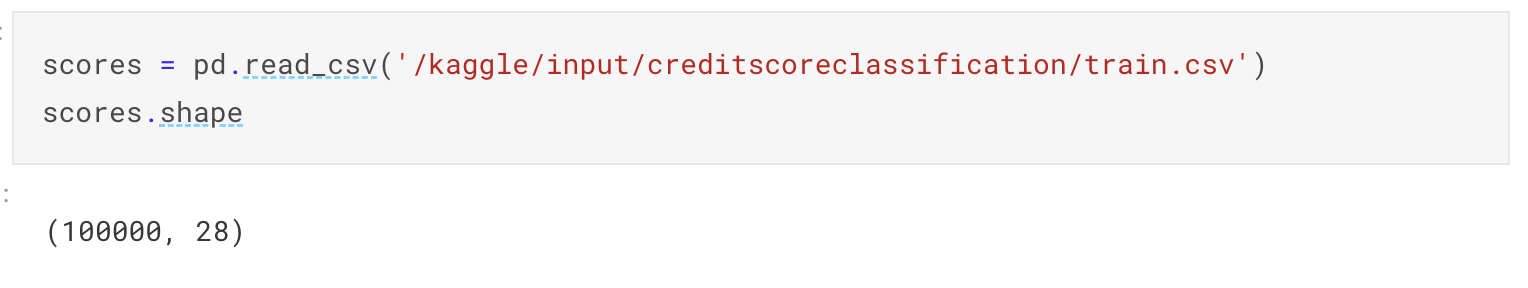 :
scores = pd.read_csv('/kaggle/input/creditscoreclassification/train.csv')
scores.shape
:
(100000, 28)